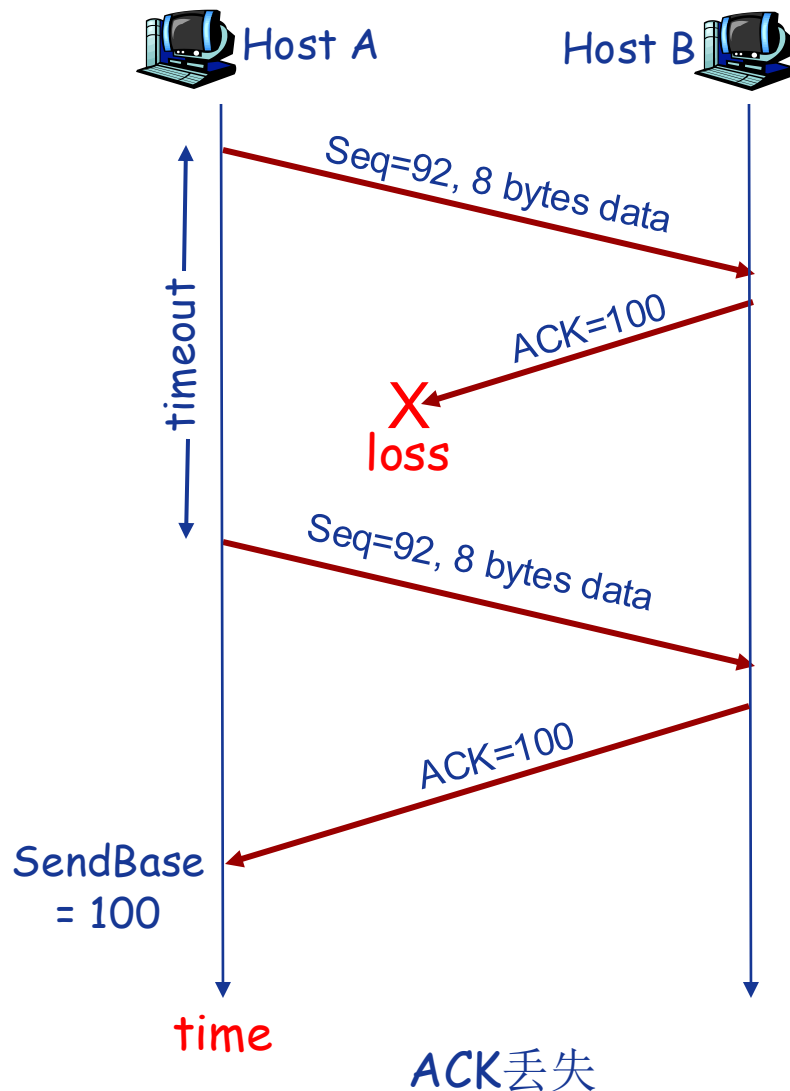 Host A
Host B
Seq=92, 8 bytes data
timeout
ACK=100
X
loss
Seq=92, 8 bytes data
ACK=100
SendBase
= 100
time
ACK丢失